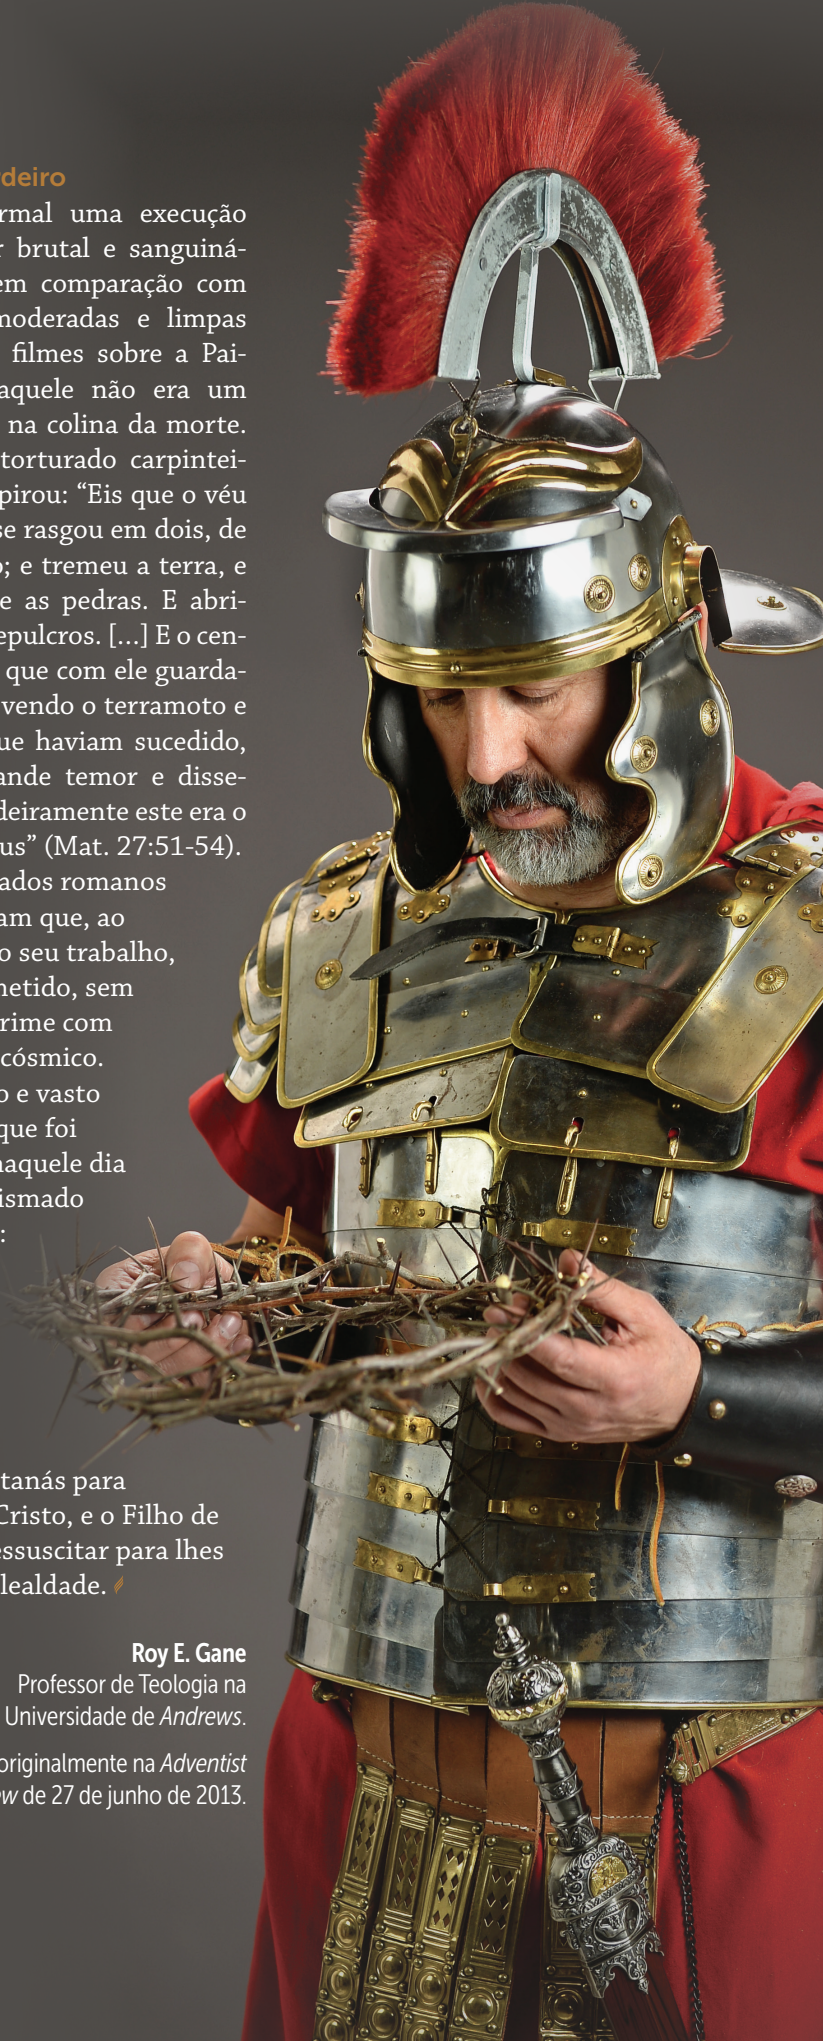 deiro
rmal uma execução
r brutal e sanguiná-
em comparação com
moderadas e limpas
filmes sobre a Pai-
aquele não era um
na colina da morte.
torturado carpintei-
pirou: “Eis que o véu
se rasgou em dois, de
o; e tremeu a terra, e
e as pedras. E abri-
epulcros. [...] E o cen-
que com ele guarda-
vendo o terramoto e
ue haviam sucedido,
ande temor e disse-
deiramente este era o
us” (Mat. 27:51-54).
ados romanos
am que, ao
o seu trabalho,
metido, sem
rime com
cósmico.
o e vasto
que foi
naquele dia
ismado
:
tanás para
Cristo, e o Filho de
essuscitar para lhes
lealdade.
Roy E. Gane
Professor de Teologia na
Universidade de Andrews.
originalmente na Adventist
w de 27 de junho de 2013.